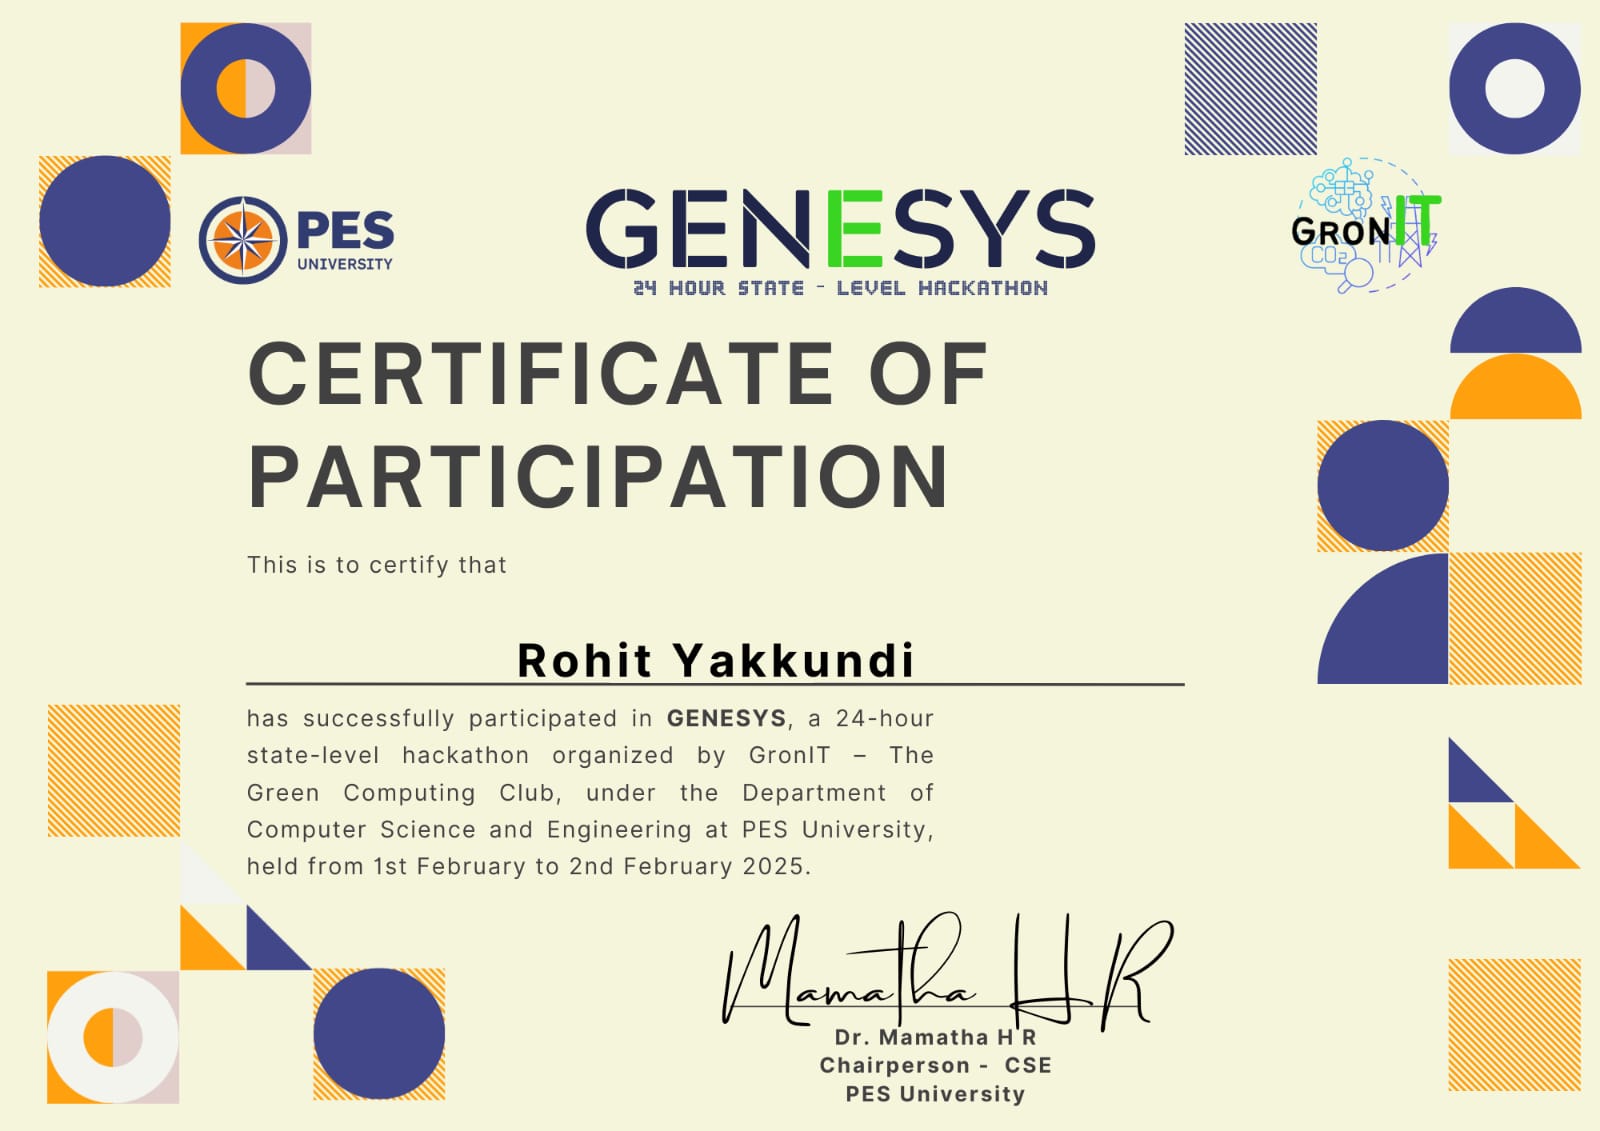 PES
UNIVERSITY
GENESYS
24 HOUR STATE - LEVEL HACKATHON
GRONIT
CO2
CERTIFICATE OF
PARTICIPATION
This is to certify that
Rohit Yakkundi
has successfully participated in GENESYS, a 24-hour
state-level hackathon organized by GronIT – The
Green Computing Club, under the Department of
Computer Science and Engineering at PES University,
held from 1st February to 2nd February 2025.
Mamatha H R
Dr. Mamatha H R
Chairperson - CSE
PES University